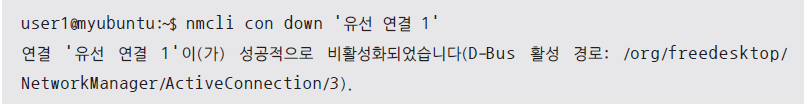 user1@myubuntu:~$ nmcli con down '유선 연결 1'
연결 '유선 연결 1'이(가) 성공적으로 비활성화되었습니다(D-Bus 활성 경로: /org/freedesktop/
NetworkManager/ActiveConnection/3).